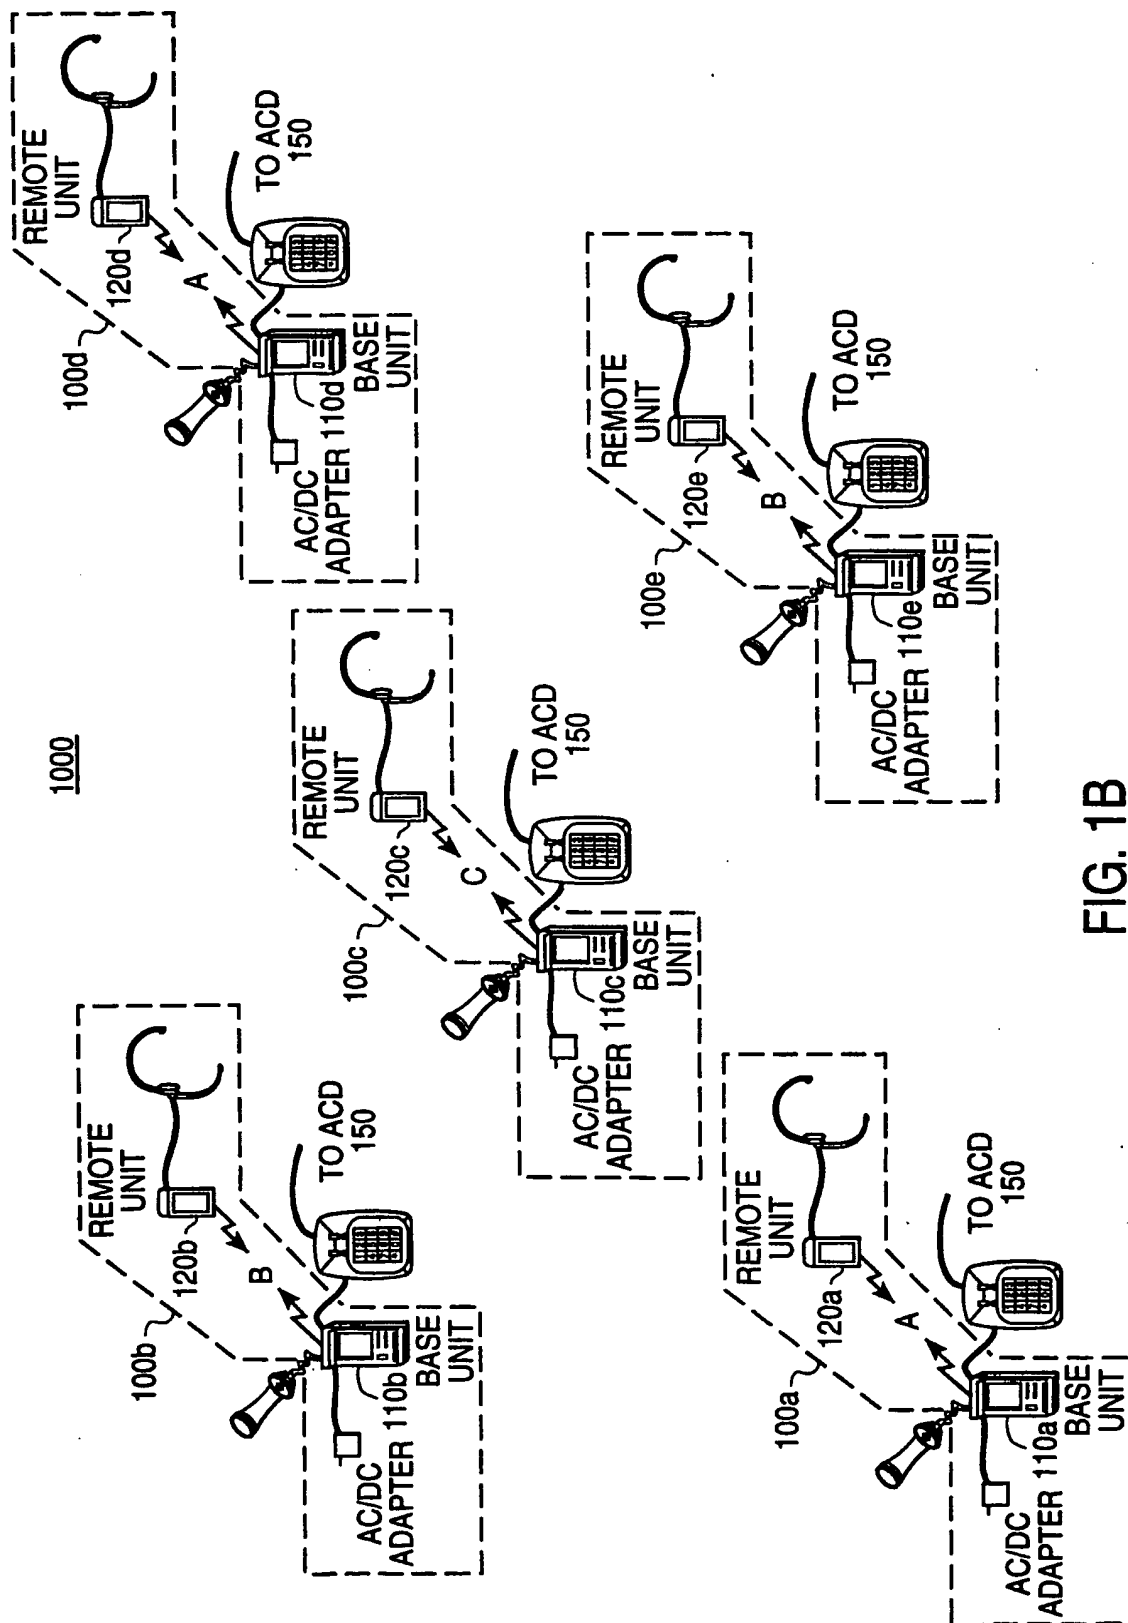 1000
REMOTE
UNIT
120b
100b
B
TO ACD
150
110b
BASE
UNIT
AC/DC
ADAPTER
REMOTE
UNIT
120d
100d
A
TO ACD
150
110d
BASE
UNIT
AC/DC
ADAPTER
REMOTE
UNIT
120c
100c
C
TO ACD
150
110c
BASE
UNIT
AC/DC
ADAPTER
REMOTE
UNIT
120a
100a
A
TO ACD
150
110a
BASE
UNIT
AC/DC
ADAPTER
REMOTE
UNIT
120e
100e
B
TO ACD
150
110e
BASE
UNIT
AC/DC
ADAPTER
FIG. 1B